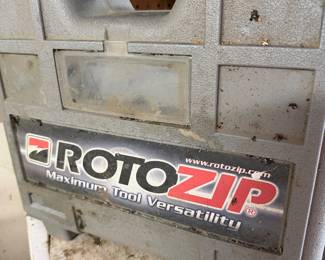 www.rotozip.com
ROTOZIP®
Maximum Tool Versatility